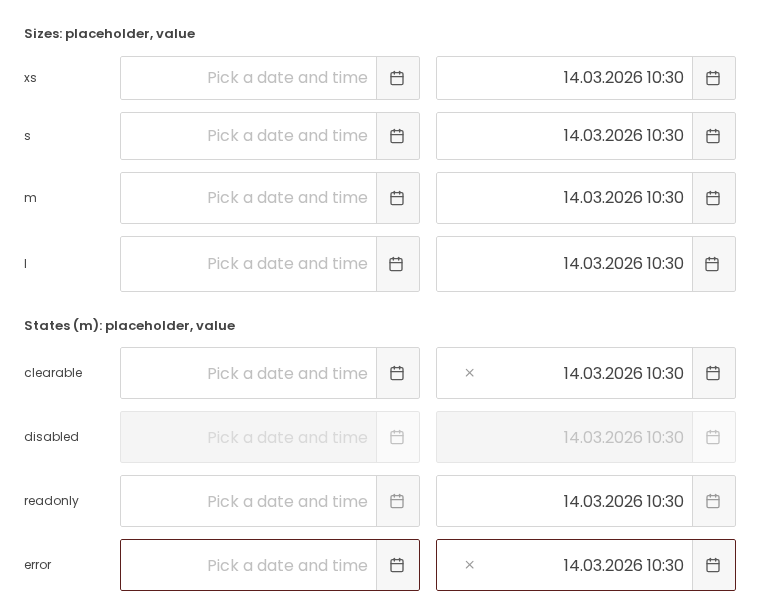 Sizes: placeholder, value
xs Pick a date and time 14.03.2026 10:30
s Pick a date and time 14.03.2026 10:30
m Pick a date and time 14.03.2026 10:30
l Pick a date and time 14.03.2026 10:30
States (m): placeholder, value
clearable Pick a date and time 14.03.2026 10:30
disabled Pick a date and time 14.03.2026 10:30
readonly Pick a date and time 14.03.2026 10:30
error Pick a date and time 14.03.2026 10:30